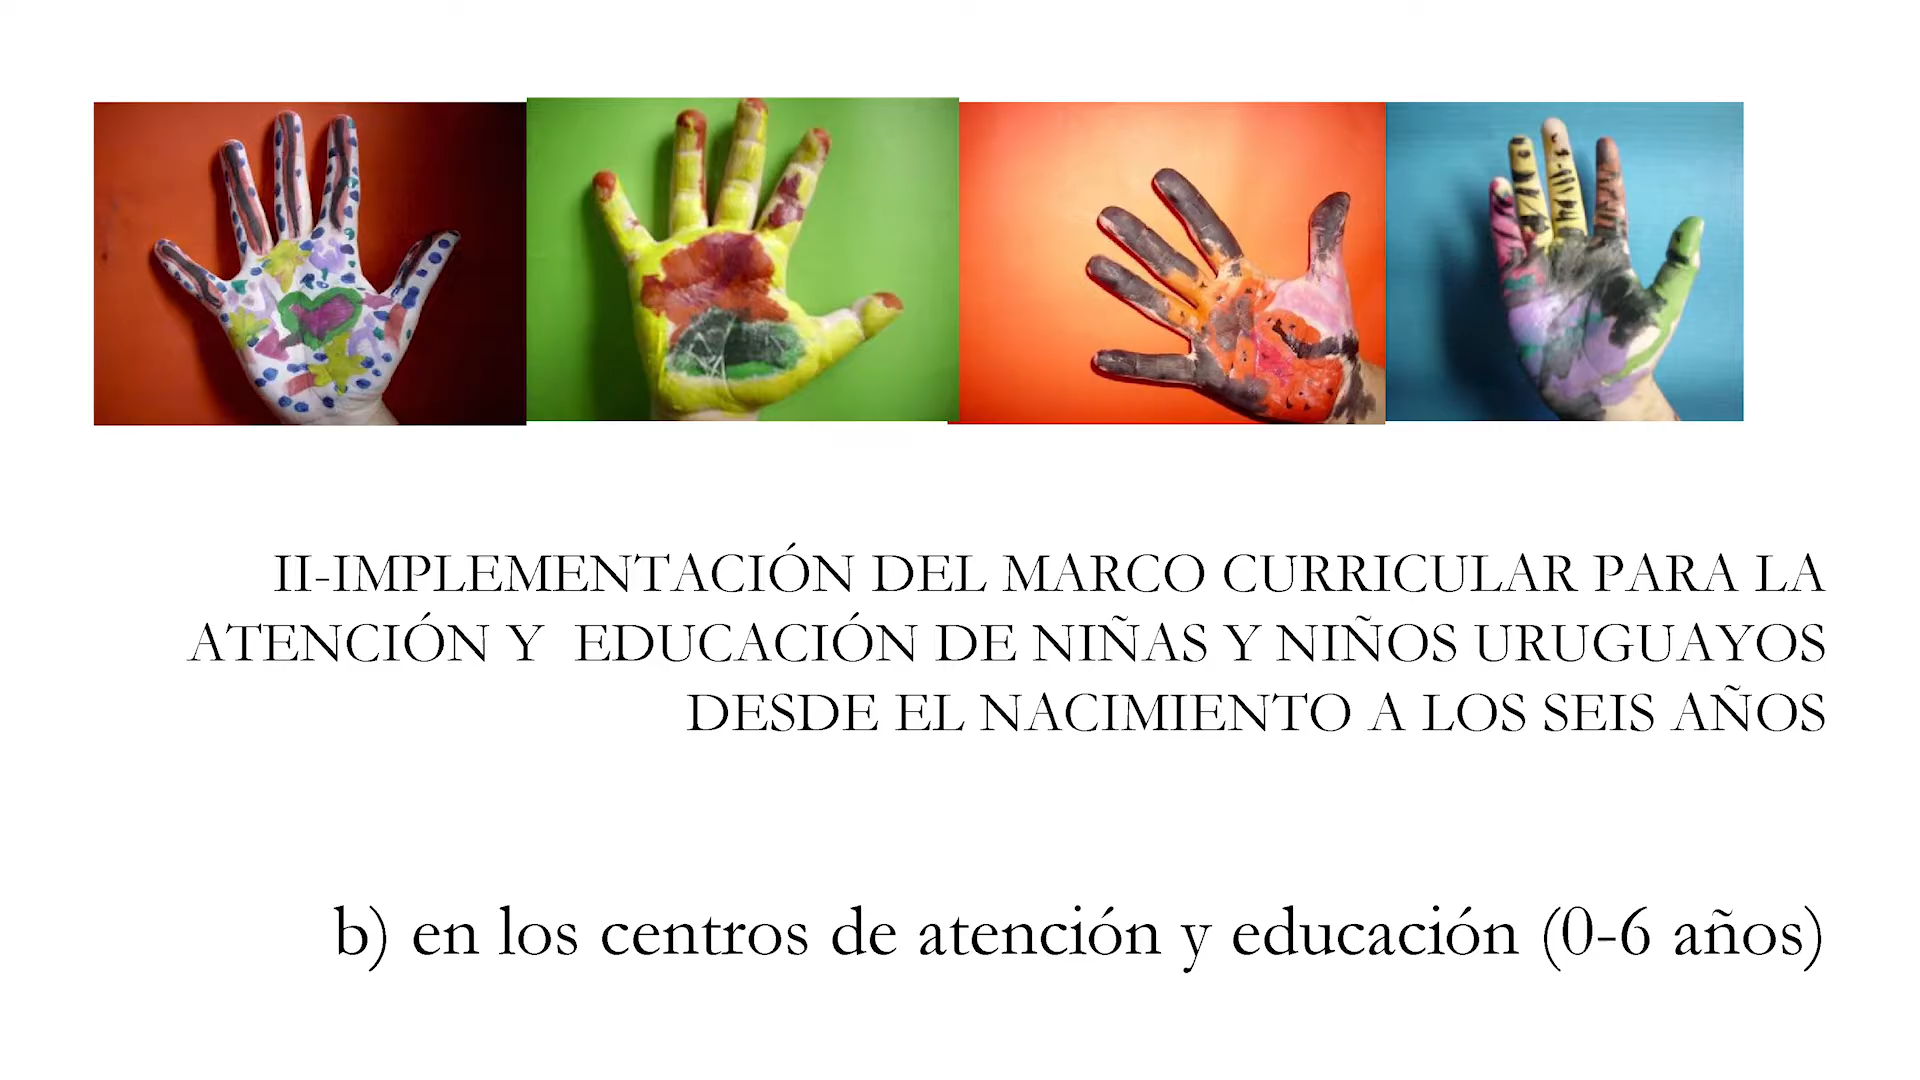 II-IMPLEMENTACIÓN DEL MARCO CURRICULAR PARA LA
ATENCIÓN Y EDUCACIÓN DE NIÑAS Y NIÑOS URUGUAYOS
DESDE EL NACIMIENTO A LOS SEIS AÑOS
b) en los centros de atención y educación (0-6 años)